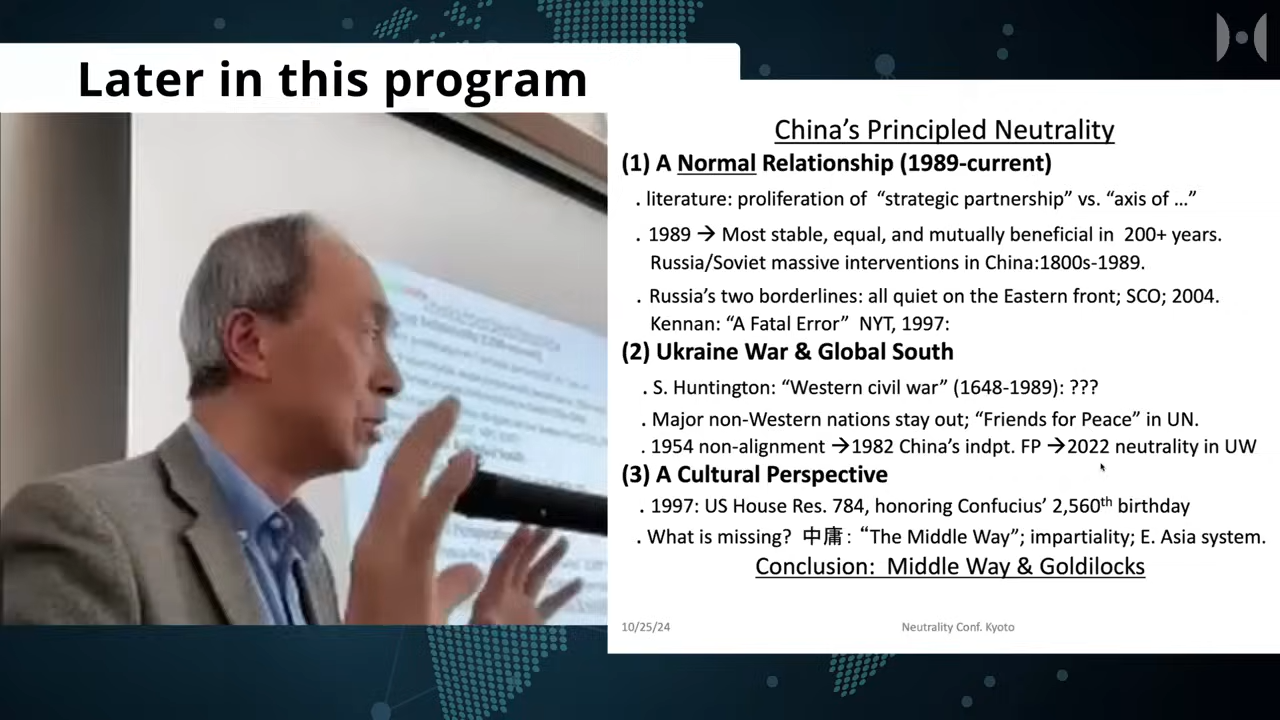 Later in this program
China’s Principled Neutrality
(1) A Normal Relationship (1989-current)
. literature: proliferation of “strategic partnership” vs. “axis of …”
. 1989 → Most stable, equal, and mutually beneficial in 200+ years.
Russia/Soviet massive interventions in China:1800s-1989.
. Russia’s two borderlines: all quiet on the Eastern front; SCO; 2004.
Kennan: “A Fatal Error” NYT, 1997:
(2) Ukraine War & Global South
. S. Huntington: “Western civil war” (1648-1989): ???
. Major non-Western nations stay out; “Friends for Peace” in UN.
. 1954 non-alignment →1982 China’s indpt. FP →2022 neutrality in UW
(3) A Cultural Perspective
. 1997: US House Res. 784, honoring Confucius’ 2,560th birthday
. What is missing? 中庸: “The Middle Way”; impartiality; E. Asia system.
Conclusion: Middle Way & Goldilocks
10/25/24
Neutrality Conf. Kyoto